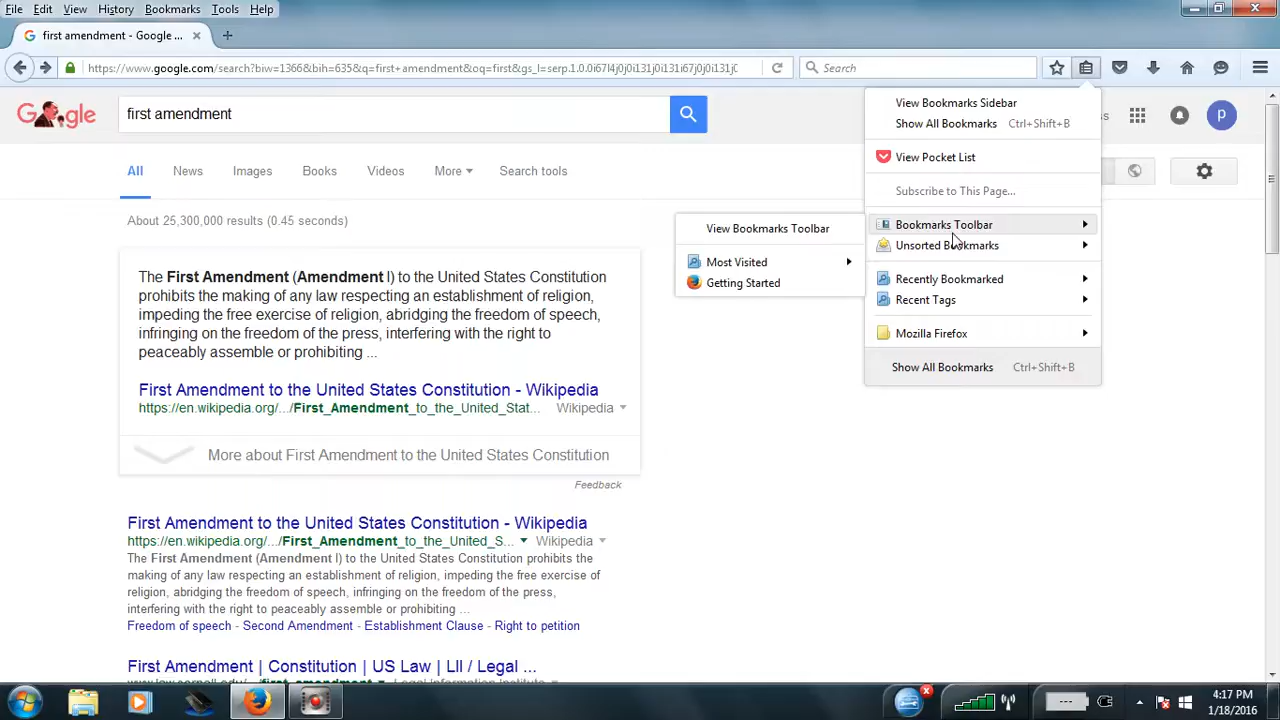 File Edit View History Bookmarks Tools Help
first amendment - Google ...
https://www.google.com/search?biw=1366&bih=635&q=first+amendment&oq=first&gs_l=serp.1.0.0i67l4j0j0i131j0i131i67j0j0i131j0
Search
Google
first amendment
All News Images Books Videos More Search tools
About 25,300,000 results (0.45 seconds)
The First Amendment (Amendment I) to the United States Constitution
prohibits the making of any law respecting an establishment of religion,
impeding the free exercise of religion, abridging the freedom of speech,
infringing on the freedom of the press, interfering with the right to
peaceably assemble or prohibiting ...
First Amendment to the United States Constitution - Wikipedia
https://en.wikipedia.org/.../First_Amendment_to_the_United_Stat... Wikipedia
More about First Amendment to the United States Constitution
Feedback
First Amendment to the United States Constitution - Wikipedia
https://en.wikipedia.org/.../First_Amendment_to_the_United_S... Wikipedia
The First Amendment (Amendment I) to the United States Constitution prohibits the
making of any law respecting an establishment of religion, impeding the free exercise of
religion, abridging the freedom of speech, infringing on the freedom of the press,
interfering with the right to peaceably assemble or prohibiting ...
Freedom of speech - Second Amendment - Establishment Clause - Right to petition
First Amendment | Constitution | US Law | LII / Legal ...
View Bookmarks Sidebar
Show All Bookmarks Ctrl+Shift+B
View Pocket List
Subscribe to This Page...
Bookmarks Toolbar
Unsorted Bookmarks
Recently Bookmarked
Recent Tags
Mozilla Firefox
Show All Bookmarks Ctrl+Shift+B
View Bookmarks Toolbar
Most Visited
Getting Started
p
4:17 PM
1/18/2016